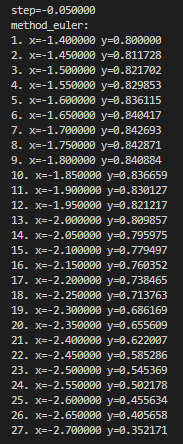 step=-0.050000
method_euler:
1. x=-1.400000 y=0.800000
2. x=-1.450000 y=0.811728
3. x=-1.500000 y=0.821702
4. x=-1.550000 y=0.829853
5. x=-1.600000 y=0.836115
6. x=-1.650000 y=0.840417
7. x=-1.700000 y=0.842693
8. x=-1.750000 y=0.842871
9. x=-1.800000 y=0.840884
10. x=-1.850000 y=0.836659
11. x=-1.900000 y=0.830127
12. x=-1.950000 y=0.821217
13. x=-2.000000 y=0.809857
14. x=-2.050000 y=0.795975
15. x=-2.100000 y=0.779497
16. x=-2.150000 y=0.760352
17. x=-2.200000 y=0.738465
18. x=-2.250000 y=0.713763
19. x=-2.300000 y=0.686169
20. x=-2.350000 y=0.655609
21. x=-2.400000 y=0.622007
22. x=-2.450000 y=0.585286
23. x=-2.500000 y=0.545369
24. x=-2.550000 y=0.502178
25. x=-2.600000 y=0.455634
26. x=-2.650000 y=0.405658
27. x=-2.700000 y=0.352171